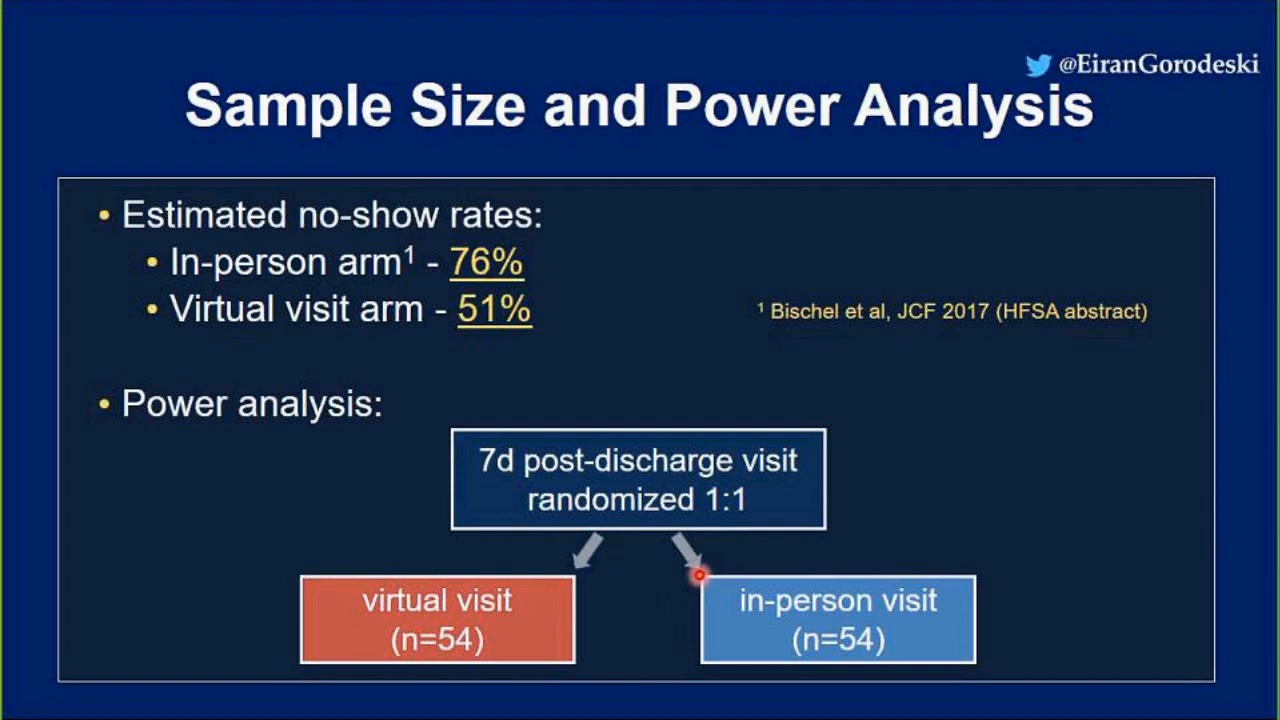 @EiranGorodeski
Sample Size and Power Analysis
• Estimated no-show rates:
• In-person arm¹ - 76%
• Virtual visit arm - 51%
¹ Bischel et al, JCF 2017 (HFSA abstract)
• Power analysis:
7d post-discharge visit
randomized 1:1
virtual visit
(n=54)
in-person visit
(n=54)